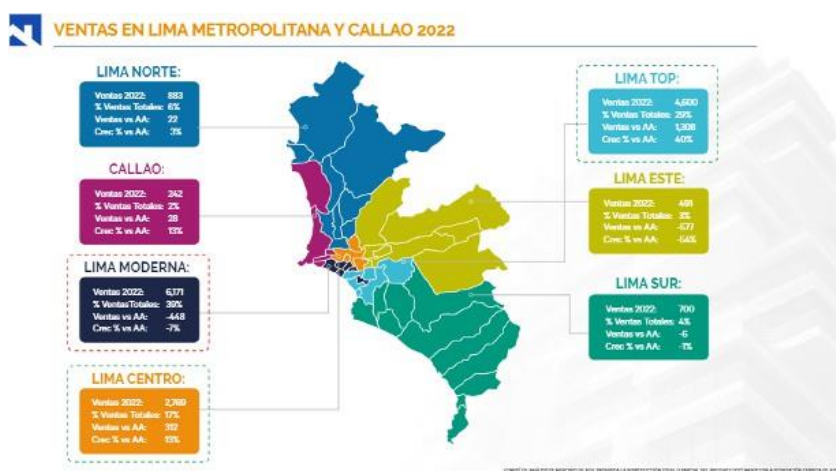 VENTAS EN LIMA METROPOLITANA Y CALLAO 2022
LIMA NORTE:
Ventas 2022: 883
% Ventas Totales: 6%
Ventas vs AA: 22
Crec % vs AA: 3%
CALLAO:
Ventas 2022: 242
% Ventas Totales: 2%
Ventas vs AA: 28
Crec % vs AA: 13%
LIMA MODERNA:
Ventas 2022: 6,171
% VentasTotales: 39%
Ventas vs AA: -448
Crec % vs AA: -7%
LIMA CENTRO:
Ventas 2022: 2,769
% Ventas Totales: 17%
Ventas vs AA: 312
Crec % vs AA: 13%
LIMA TOP:
Ventas 2022: 4,600
% Ventas Totales: 29%
Ventas vs AA: 1,308
Crec % vs AA: 40%
LIMA ESTE:
Ventas 2022:
% Ventas Totales: 3%
Ventas vs AA: -577
Crec % vs AA: -54%
LIMA SUR:
Ventas 2022: 700
% Ventas Totales: 4%
Ventas vs AA: -6
Crec % vs AA: -1%